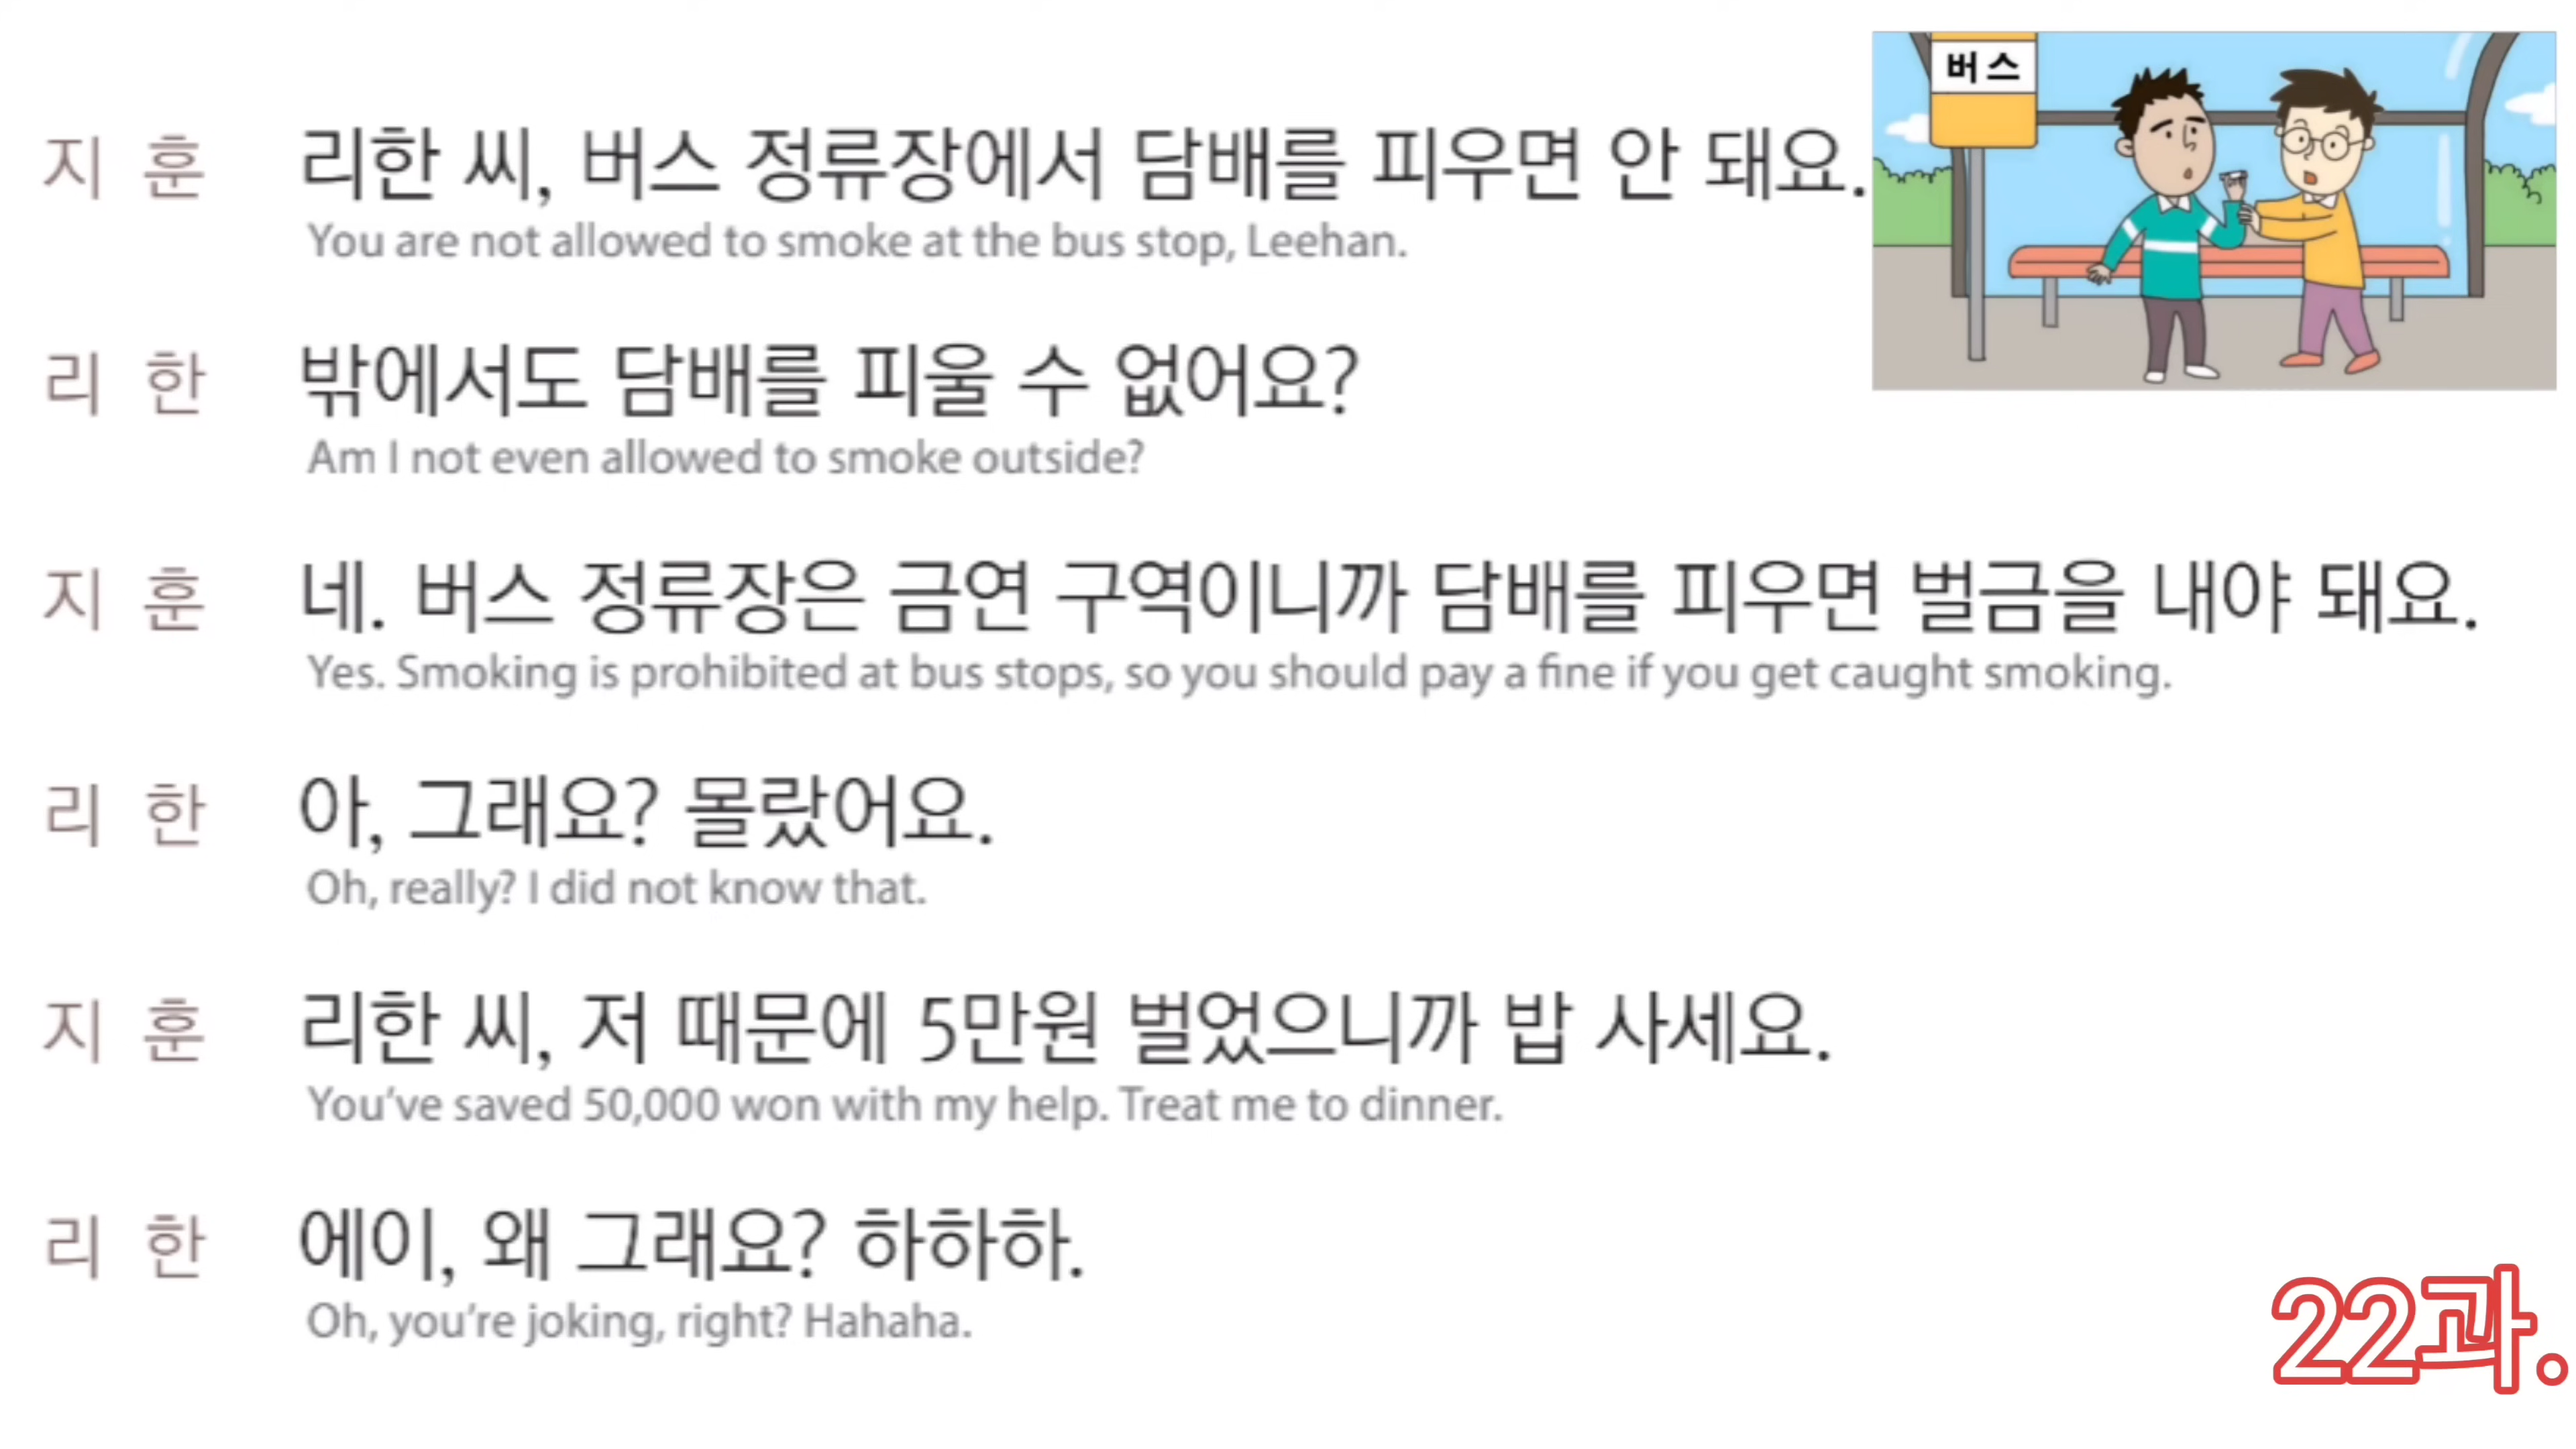 버스
지 훈 리한 씨, 버스 정류장에서 담배를 피우면 안 돼요.
You are not allowed to smoke at the bus stop, Leehan.
리 한 밖에서도 담배를 피울 수 없어요?
Am I not even allowed to smoke outside?
지 훈 네. 버스 정류장은 금연 구역이니까 담배를 피우면 벌금을 내야 돼요.
Yes. Smoking is prohibited at bus stops, so you should pay a fine if you get caught smoking.
리 한 아, 그래요? 몰랐어요.
Oh, really? I did not know that.
지 훈 리한 씨, 저 때문에 5만원 벌었으니까 밥 사세요.
You've saved 50,000 won with my help. Treat me to dinner.
리 한 에이, 왜 그래요? 하하하.
Oh, you're joking, right? Hahaha.
22과.